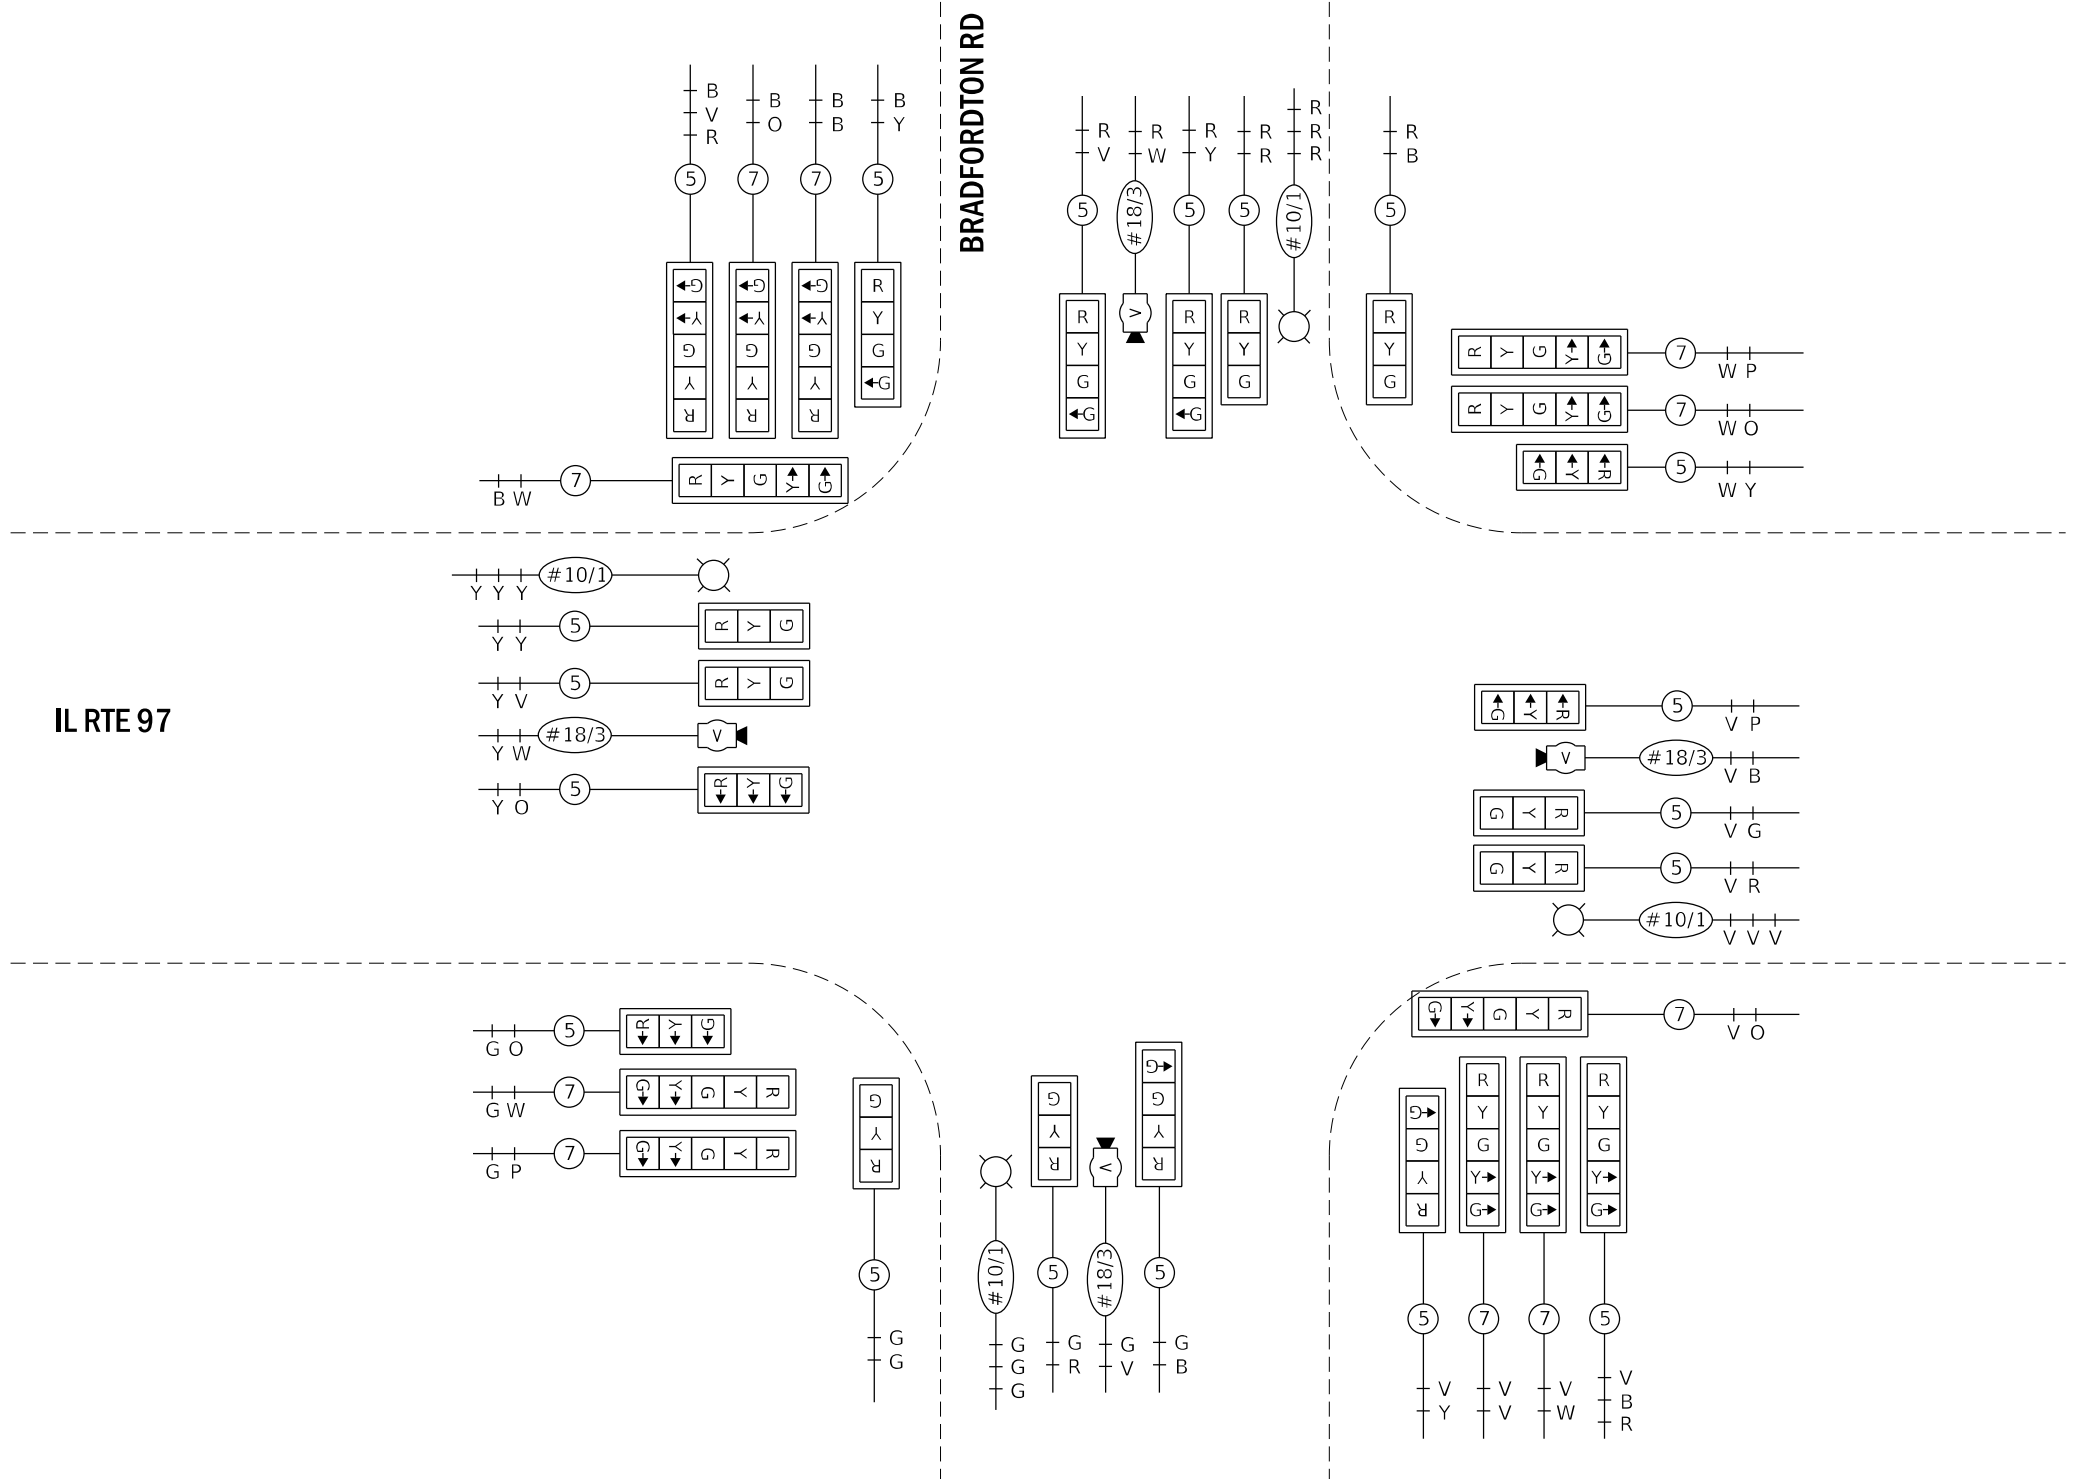 BRADFORDTON RD
IL RTE 97
B V R
5
G Y G Y R
B O
7
G Y G Y R
B B
7
G Y G Y R
B Y
5
R Y G G
B W
7
R Y G Y G
R V
5
R Y G G
R W
#18/3
V
R Y
5
R Y G G
R R
5
R Y G
R R R
#10/1
R B
5
R Y G
R Y G Y G
7
W P
R Y G Y G
7
W O
G Y R
5
W Y
Y Y Y
#10/1
Y Y
5
R Y G
Y V
5
R Y G
Y W
#18/3
V
Y O
5
R Y G
G Y R
5
V P
V
#18/3
V B
G Y R
5
V G
G Y R
5
V R
#10/1
V V V
G O
5
R Y G
G W
7
G Y G Y R
G P
7
G Y G Y R
G Y R
5
G G
#10/1
G G G
G Y R
5
G R
V
#18/3
G V
G G Y R
5
G B
G Y G Y R
7
V O
G G Y R
5
V Y
R Y G Y G
7
V V
R Y G Y G
7
V W
R Y G Y G
5
V B R